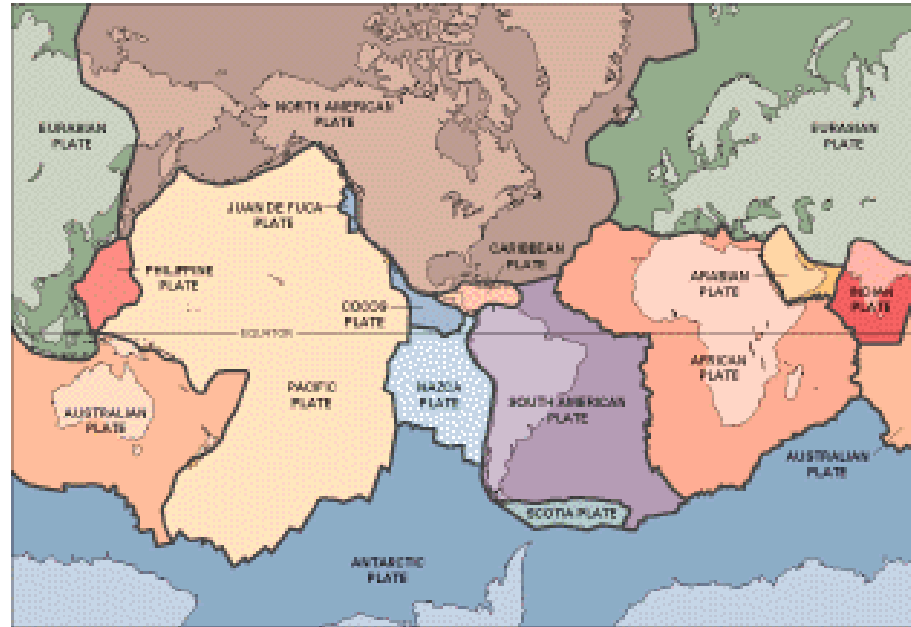 NORTH AMERICAN
PLATE
EURASIAN
PLATE
EURASIAN
PLATE
JUAN DE FUCA
PLATE
CARIBBEAN
PLATE
PHILIPPINE
PLATE
ARABIAN
PLATE
INDIAN
PLATE
COCOS
PLATE
EQUATOR
AFRICAN
PLATE
PACIFIC
PLATE
NAZCA
PLATE
SOUTH AMERICAN
PLATE
AUSTRALIAN
PLATE
AUSTRALIAN
PLATE
SCOTIA PLATE
ANTARCTIC
PLATE